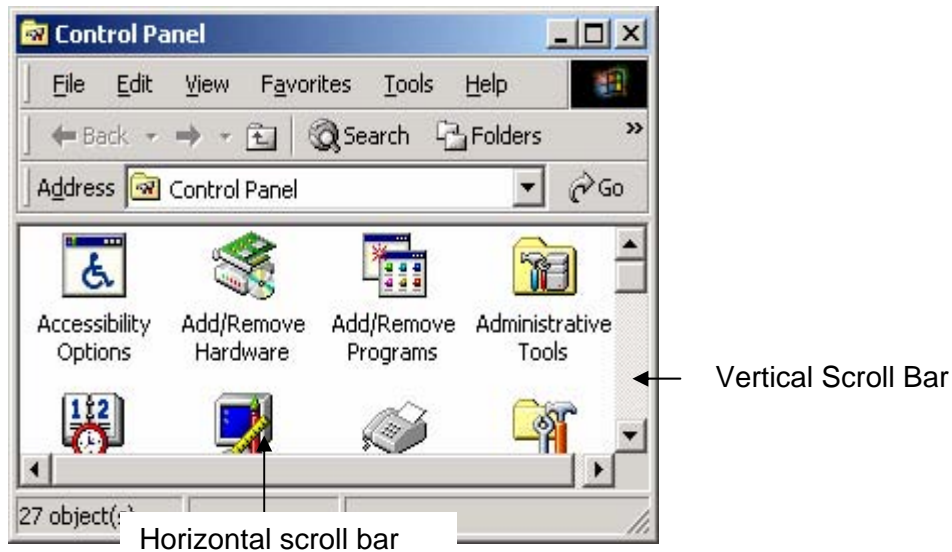 Control Panel
File Edit View Favorites Tools Help
Back Search Folders »
Address Control Panel Go
Accessibility Options
Add/Remove Hardware
Add/Remove Programs
Administrative Tools
12
Vertical Scroll Bar
27
Horizontal scroll bar